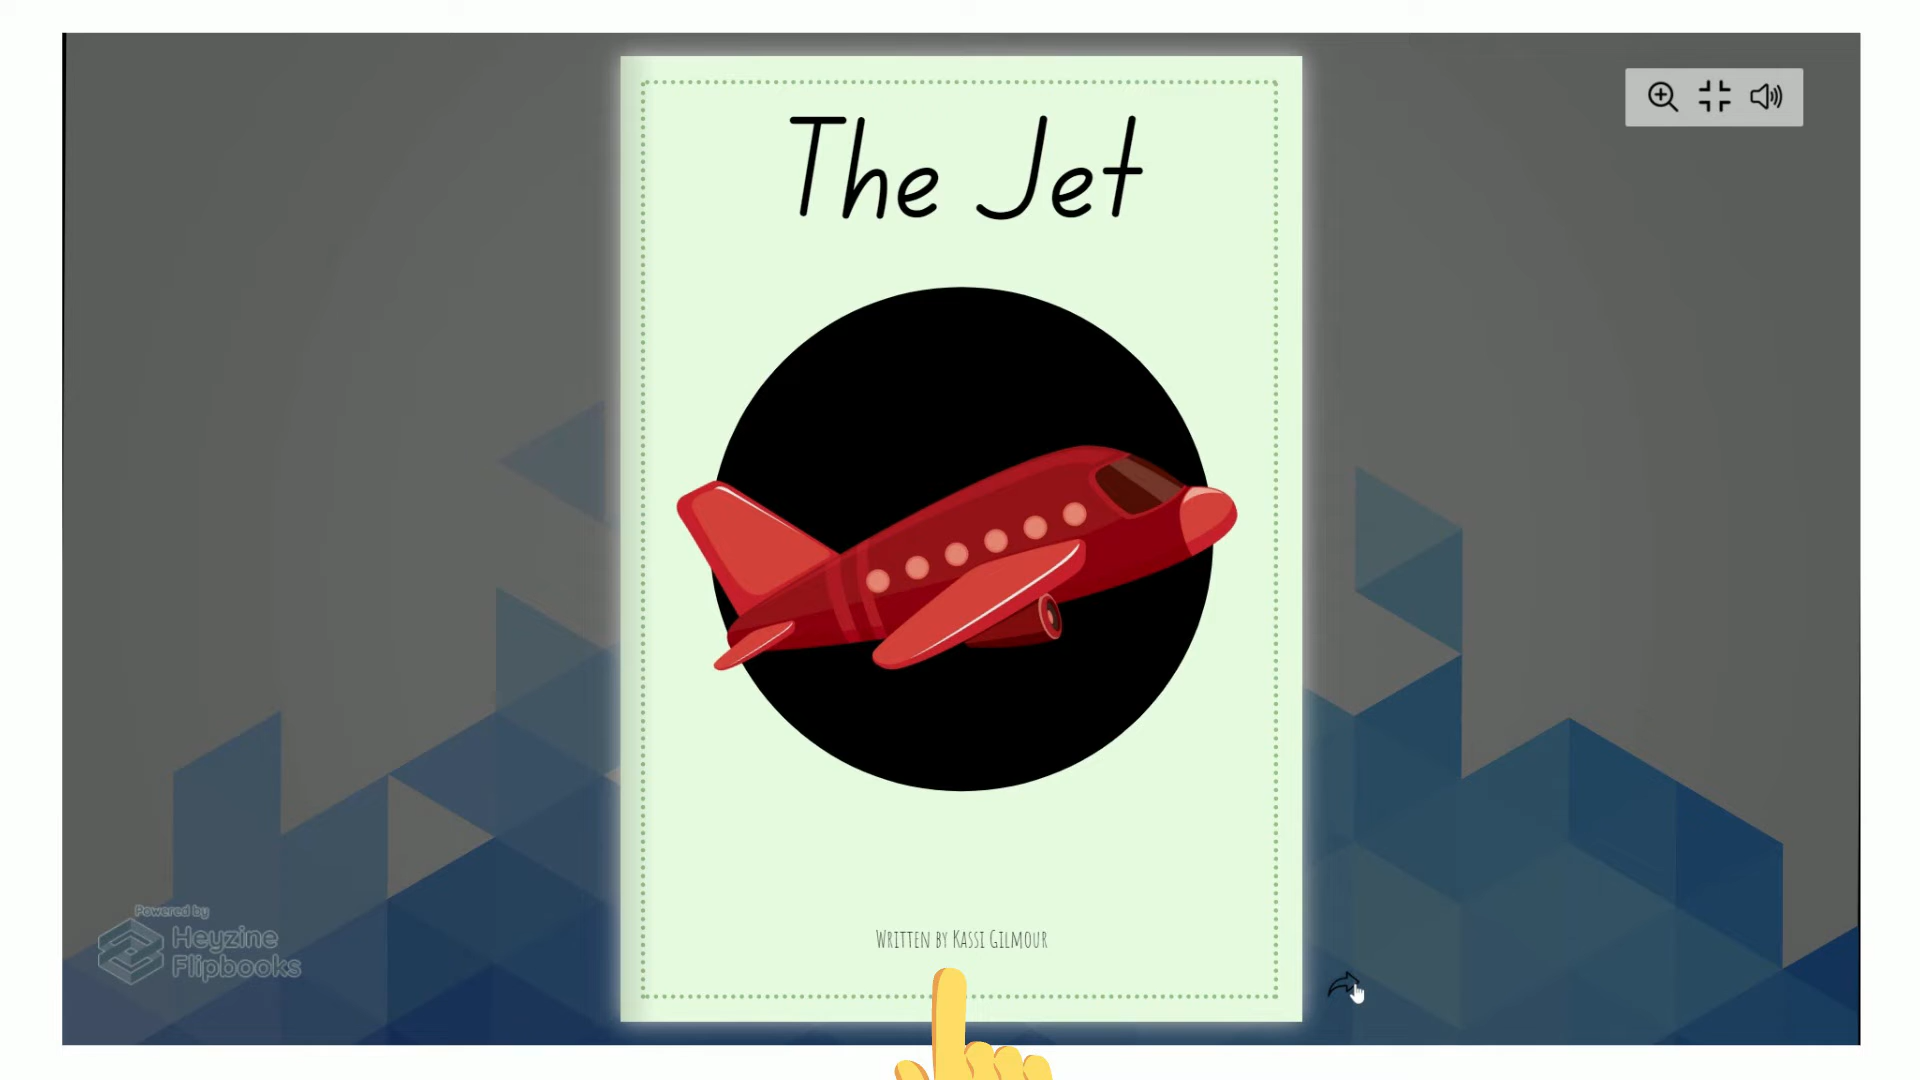 The Jet
WRITTEN BY KASSI GILMOUR
Powered by
Heyzine
Flipbooks